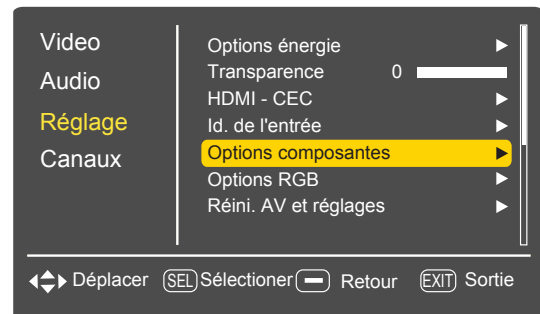 Video
Audio
Réglage
Canaux
Options énergie
Transparence 0
HDMI - CEC
Id. de l'entrée
Options composantes
Options RGB
Réini. AV et réglages
Déplacer SEL Sélectioner Retour EXIT Sortie